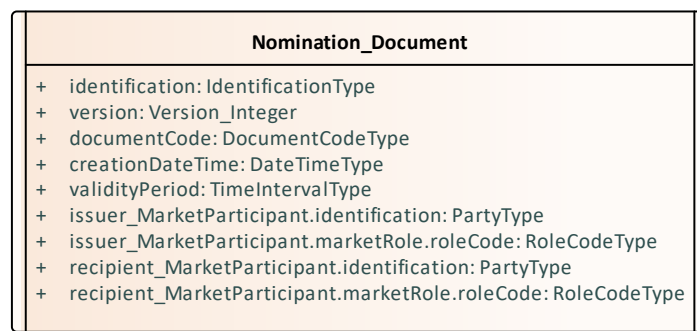 Nomination_Document
+ identification: IdentificationType
+ version: Version_Integer
+ documentCode: DocumentCodeType
+ creationDateTime: DateTimeType
+ validityPeriod: TimeIntervalType
+ issuer_MarketParticipant.identification: PartyType
+ issuer_MarketParticipant.marketRole.roleCode: RoleCodeType
+ recipient_MarketParticipant.identification: PartyType
+ recipient_MarketParticipant.marketRole.roleCode: RoleCodeType